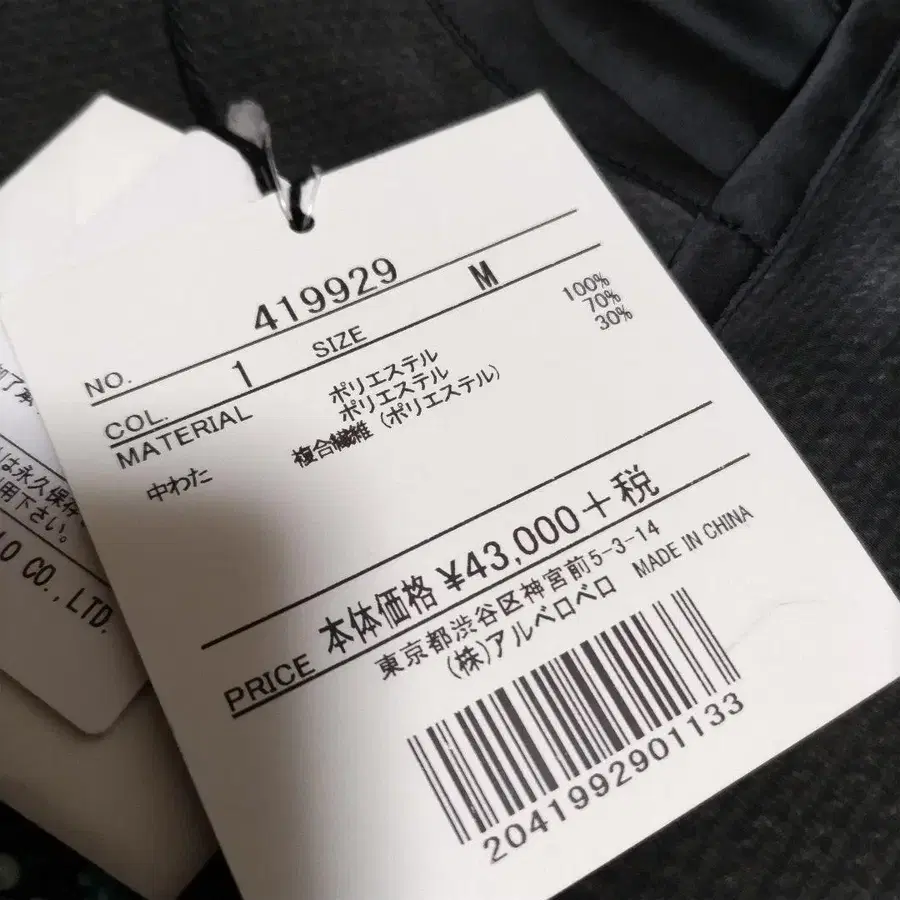 NO. 419929
COL. 1 SIZE M
MATERIAL ポリエステル 100%
中わた ポリエステル 70%
複合繊維 (ポリエステル) 30%
PRICE 本体価格 ¥43,000+税
東京都渋谷区神宮前5-3-14
(株)アルベロベロ MADE IN CHINA
2041992901133
は永久保存
用下さい。
LO CO., LTD.